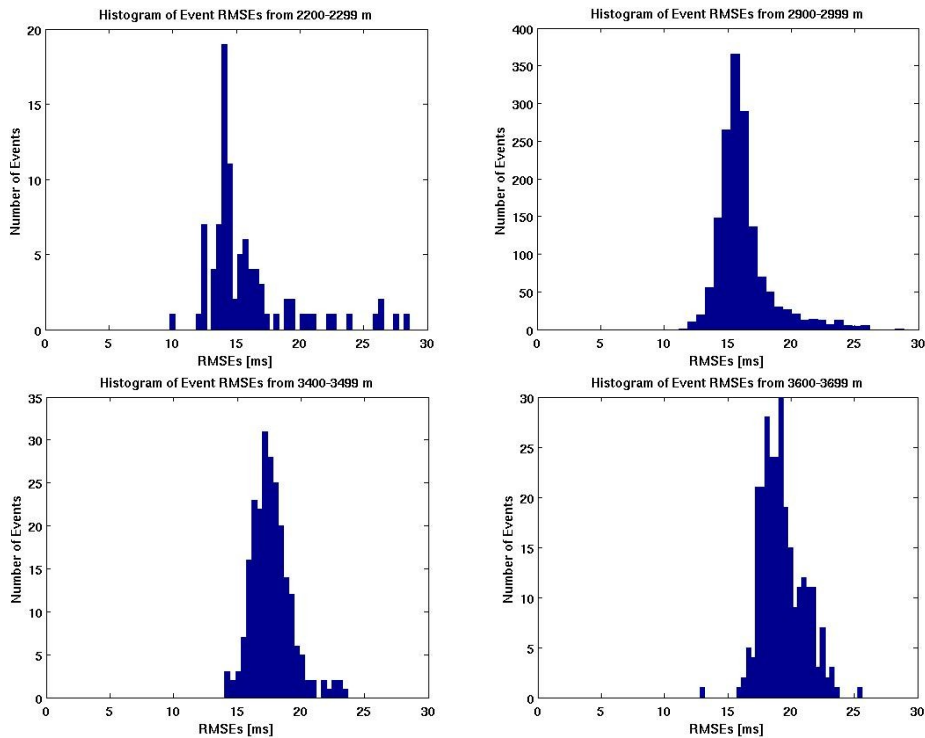 Histogram of Event RMSEs from 2200-2299 m
20
15
10
5
0
Number of Events
0 5 10 15 20 25 30
RMSEs [ms]
Histogram of Event RMSEs from 2900-2999 m
400
350
300
250
200
150
100
50
0
Number of Events
0 5 10 15 20 25 30
RMSEs [ms]
Histogram of Event RMSEs from 3400-3499 m
35
30
25
20
15
10
5
0
Number of Events
0 5 10 15 20 25 30
RMSEs [ms]
Histogram of Event RMSEs from 3600-3699 m
30
25
20
15
10
5
0
Number of Events
0 5 10 15 20 25 30
RMSEs [ms]